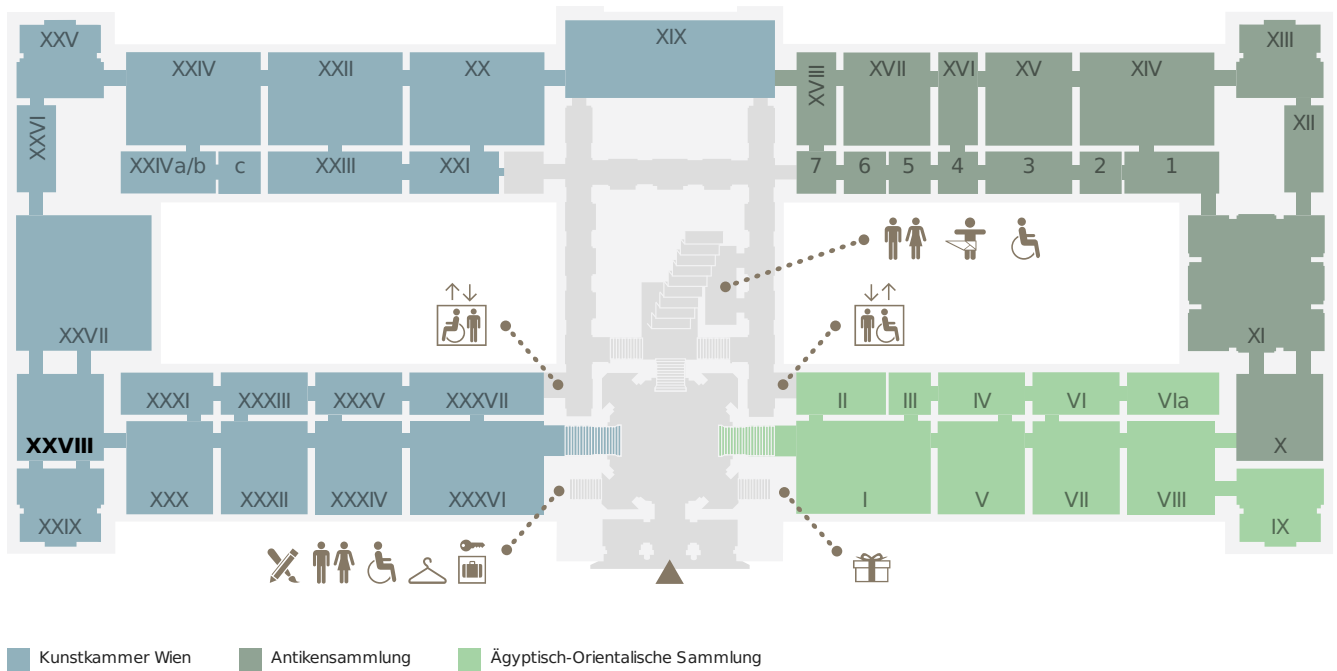 XIX
XXV
XIII
XXIV
XXII
XX
XVIII
XVII
XVI
XV
XIV
XXVI
XII
XXIVa/b
c
XXIII
XXI
7
6
5
4
3
2
1
XXVII
XI
XXXI
XXXIII
XXXV
XXXVII
II
III
IV
VI
VIa
XXVIII
X
XXX
XXXII
XXXIV
XXXVI
I
V
VII
VIII
XXIX
IX
Kunstkammer Wien
Antikensammlung
Ägyptisch-Orientalische Sammlung